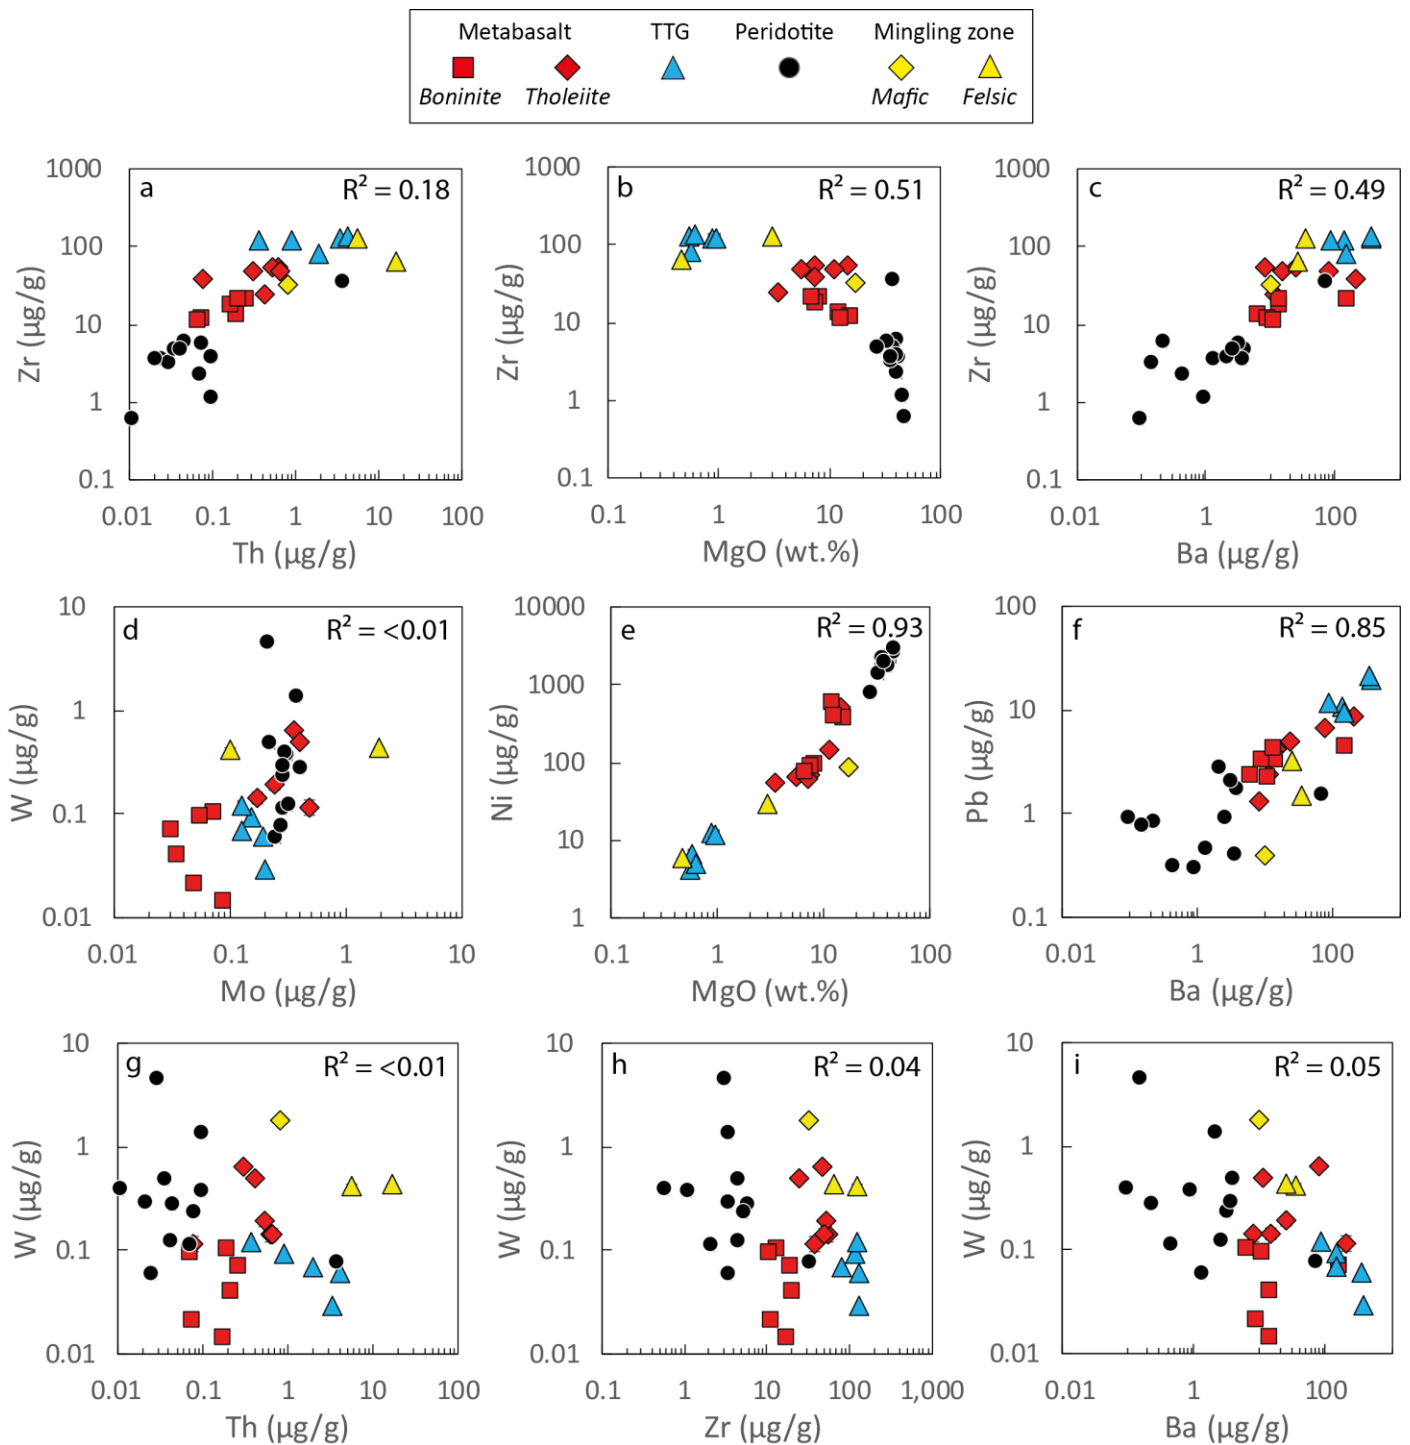 Metabasalt TTG Peridotite Mingling zone
Boninite Tholeiite Mafic Felsic
a R² = 0.18
1000
100
10
1
0.1
Zr (µg/g)
0.01 0.1 1 10 100
Th (µg/g)
b R² = 0.51
1000
100
10
1
0.1
Zr (µg/g)
0.1 1 10 100
MgO (wt.%)
c R² = 0.49
1000
100
10
1
0.1
Zr (µg/g)
0.01 1 100
Ba (µg/g)
d R² = <0.01
10
1
0.1
0.01
W (µg/g)
0.01 0.1 1 10
Mo (µg/g)
e R² = 0.93
10000
1000
100
10
1
Ni (µg/g)
0.1 1 10 100
MgO (wt.%)
f R² = 0.85
100
10
1
0.1
Pb (µg/g)
0.01 1 100
Ba (µg/g)
g R² = <0.01
10
1
0.1
0.01
W (µg/g)
0.01 0.1 1 10 100
Th (µg/g)
h R² = 0.04
10
1
0.1
0.01
W (µg/g)
0.1 1 10 100 1,000
Zr (µg/g)
i R² = 0.05
10
1
0.1
0.01
W (µg/g)
0.01 1 100
Ba (µg/g)